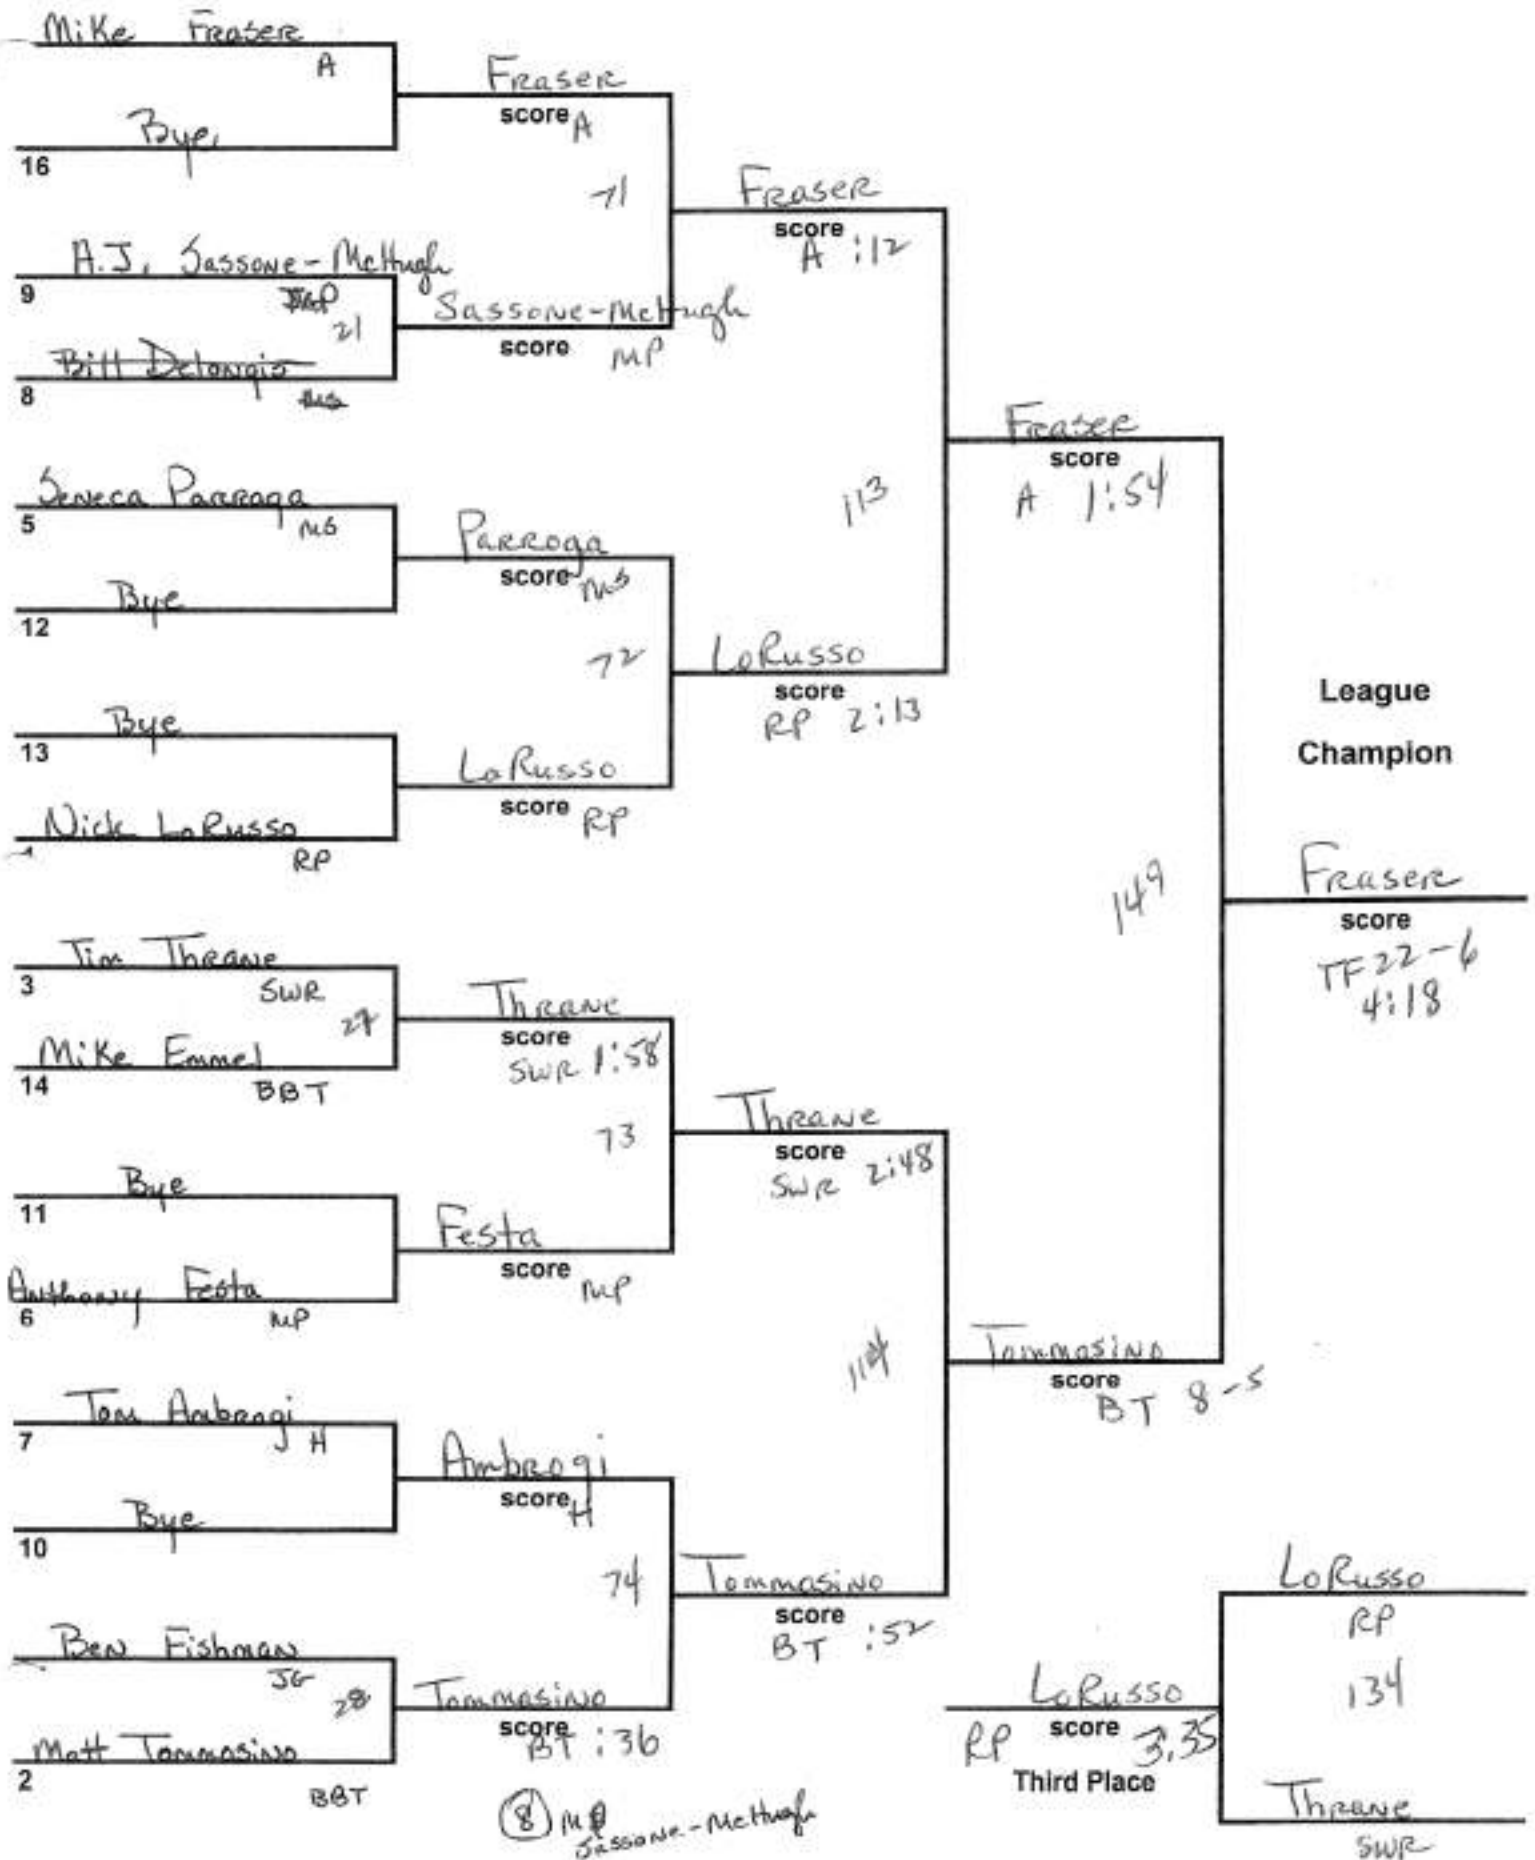 Mike Fraser
A
Bye
16
A.J. Sassone-McHugh
9
21
Bill Delongis
8
Seneca Parroga
5 MS
Bye
12
Bye
13
Nick LoRusso
RP
Tim Thrane
3 SWR
27
Mike Emmel
14 BBT
Bye
11
Anthony Festa
6 MP
Tom Ambrogi
7 H
Bye
10
Ben Fishman
JG
28
Matt Tommasino
2
BBT
Fraser
score A
71
Sassone-McHugh
score MP
Parroga
score MS
72
LoRusso
score RP
Thrane
score
SWR 1:58
73
Festa
score MP
Ambrogi
score H
74
Tommasino
score
BT :36
8 MP
Sassone-McHugh
Fraser
score
A :12
113
LoRusso
score
RP 2:13
Thrane
score
SWR 2:48
114
Tommasino
score
BT :52
Fraser
score
A 1:54
149
Tommasino
score
BT 8-5
League
Champion
Fraser
score
TF 22-6
4:18
LoRusso
RP
134
LoRusso
RP score 3:35
Third Place
Thrane
SWR